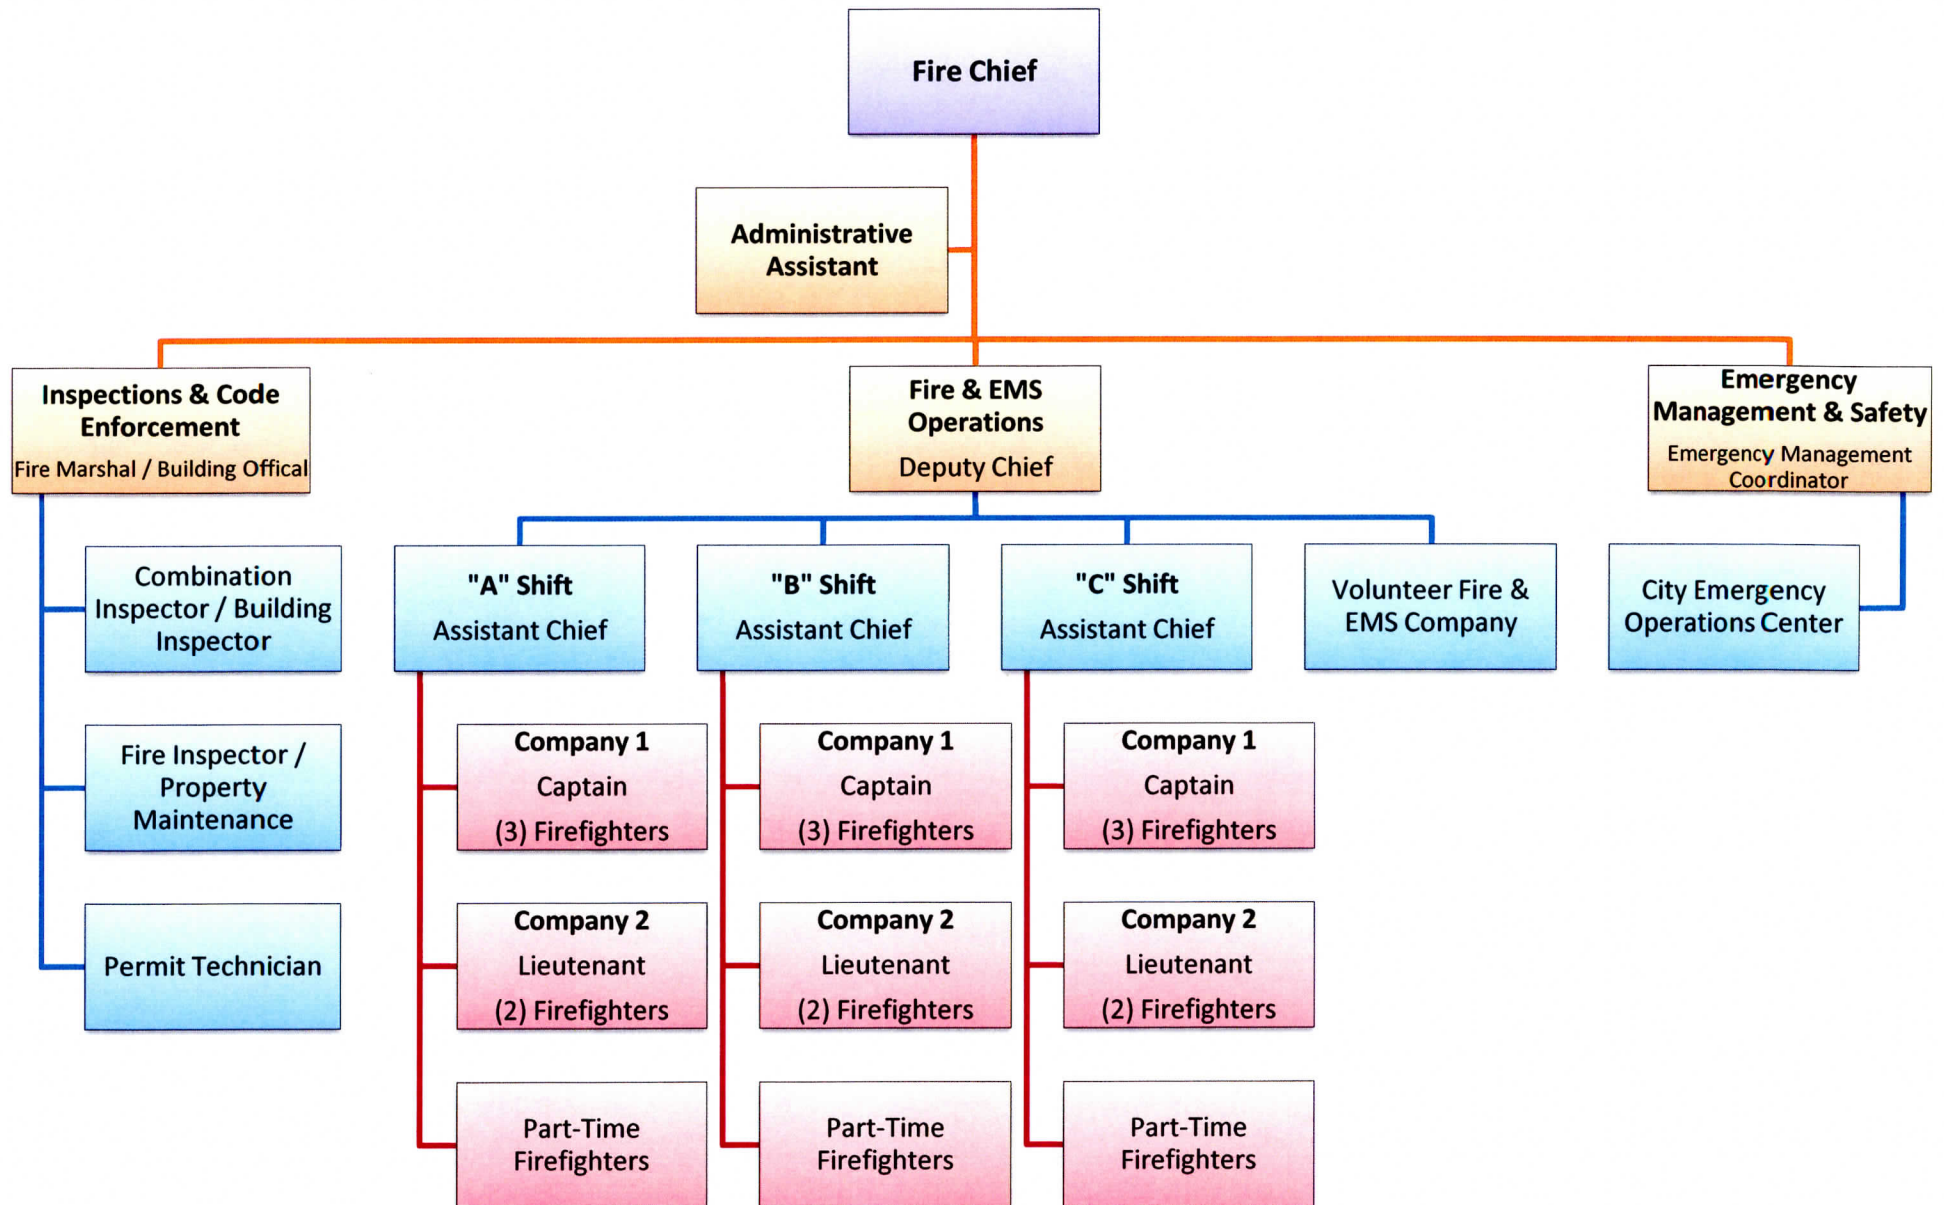 Fire Chief
Administrative
Assistant
Inspections & Code
Enforcement
Fire Marshal / Building Offical
Fire & EMS
Operations
Deputy Chief
Emergency
Management & Safety
Emergency Management
Coordinator
Combination
Inspector / Building
Inspector
Fire Inspector /
Property
Maintenance
Permit Technician
"A" Shift
Assistant Chief
Company 1
Captain
(3) Firefighters
Company 2
Lieutenant
(2) Firefighters
Part-Time
Firefighters
"B" Shift
Assistant Chief
Company 1
Captain
(3) Firefighters
Company 2
Lieutenant
(2) Firefighters
Part-Time
Firefighters
"C" Shift
Assistant Chief
Company 1
Captain
(3) Firefighters
Company 2
Lieutenant
(2) Firefighters
Part-Time
Firefighters
Volunteer Fire &
EMS Company
City Emergency
Operations Center